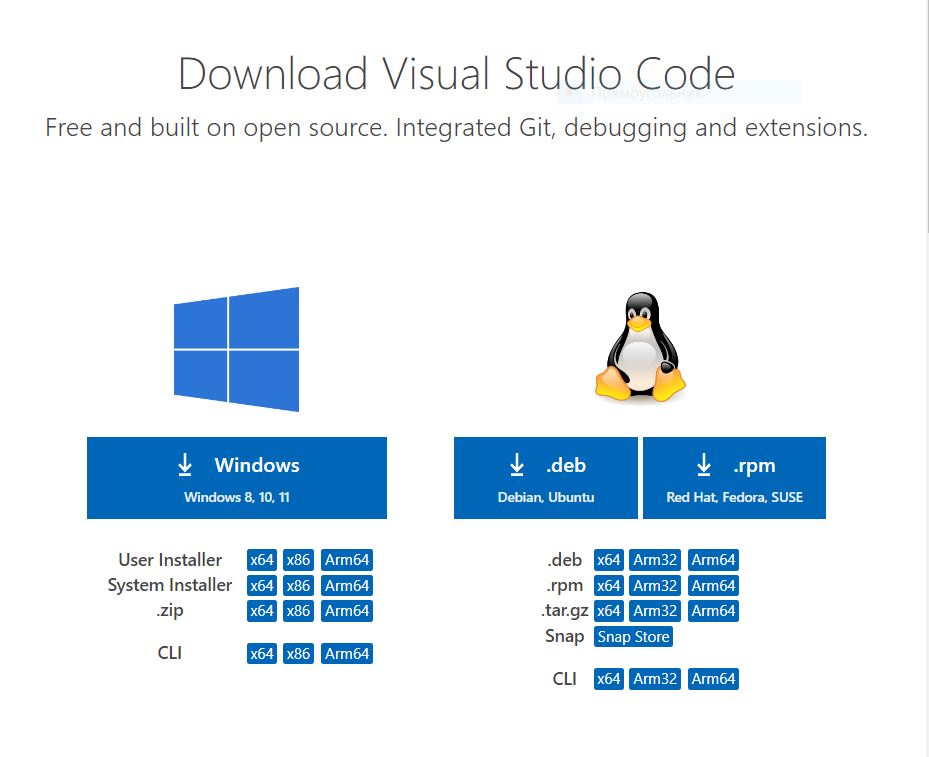 Download Visual Studio Code
Прямоугольник
Free and built on open source. Integrated Git, debugging and extensions.
Windows
Windows 8, 10, 11
.deb
Debian, Ubuntu
.rpm
Red Hat, Fedora, SUSE
User Installer x64 x86 Arm64
System Installer x64 x86 Arm64
.zip x64 x86 Arm64
CLI x64 x86 Arm64
.deb x64 Arm32 Arm64
.rpm x64 Arm32 Arm64
.tar.gz x64 Arm32 Arm64
Snap Snap Store
CLI x64 Arm32 Arm64